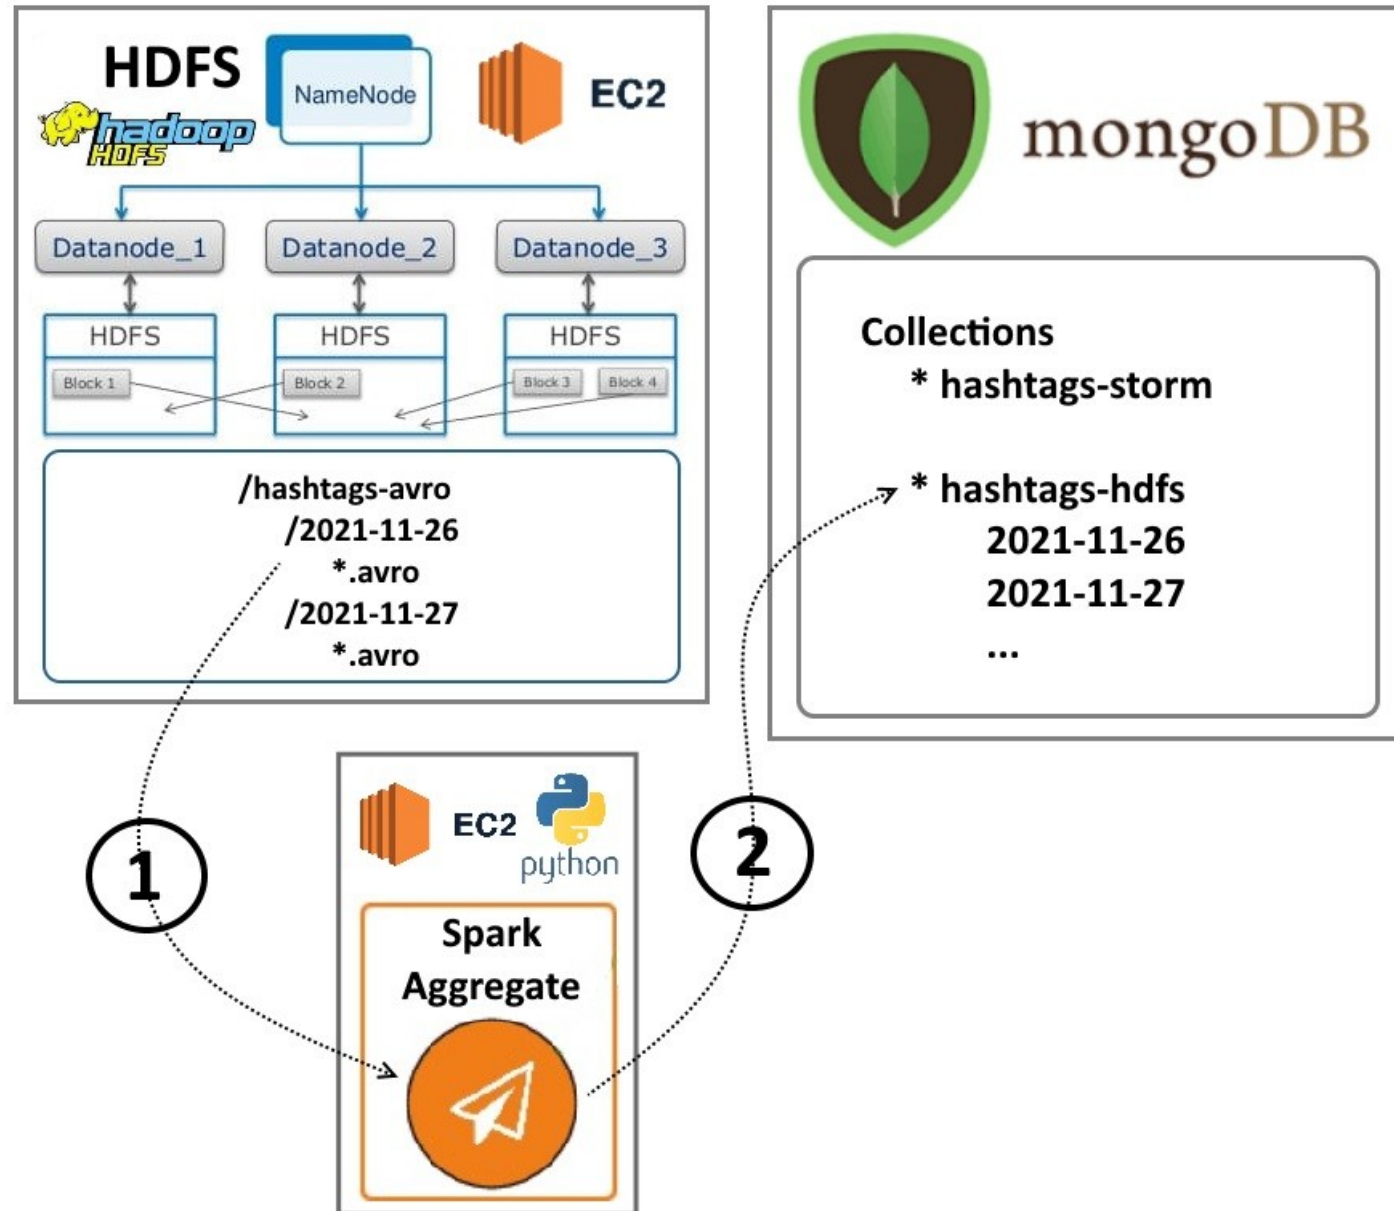 HDFS
hadoop
HDFS
NameNode
EC2
Datanode_1
Datanode_2
Datanode_3
HDFS
HDFS
HDFS
Block 1
Block 2
Block 3
Block 4
/hashtags-avro
/2021-11-26
*.avro
/2021-11-27
*.avro
mongoDB
Collections
* hashtags-storm
* hashtags-hdfs
2021-11-26
2021-11-27
...
1
2
EC2
python
Spark
Aggregate